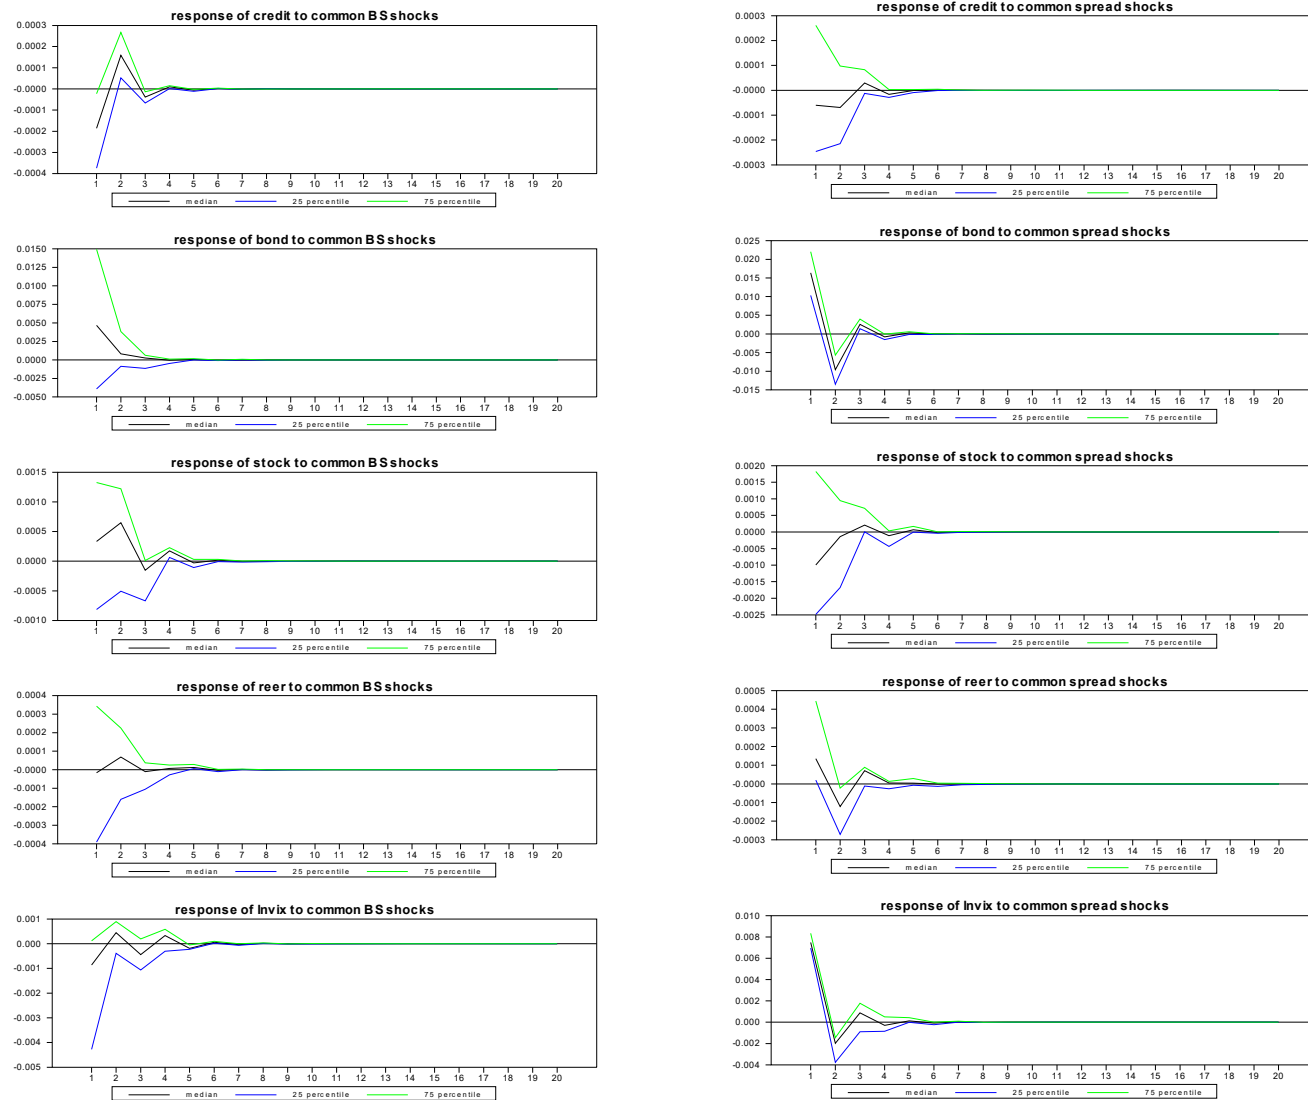 response of credit to common BS shocks
0.0003
0.0002
0.0001
-0.0000
-0.0001
-0.0002
-0.0003
-0.0004
1 2 3 4 5 6 7 8 9 10 11 12 13 14 15 16 17 18 19 20
median 25 percentile 75 percentile
response of credit to common spread shocks
0.0003
0.0002
0.0001
-0.0000
-0.0001
-0.0002
-0.0003
1 2 3 4 5 6 7 8 9 10 11 12 13 14 15 16 17 18 19 20
median 25 percentile 75 percentile
response of bond to common BS shocks
0.0150
0.0125
0.0100
0.0075
0.0050
0.0025
0.0000
-0.0025
-0.0050
1 2 3 4 5 6 7 8 9 10 11 12 13 14 15 16 17 18 19 20
median 25 percentile 75 percentile
response of bond to common spread shocks
0.025
0.020
0.015
0.010
0.005
0.000
-0.005
-0.010
-0.015
1 2 3 4 5 6 7 8 9 10 11 12 13 14 15 16 17 18 19 20
median 25 percentile 75 percentile
response of stock to common BS shocks
0.0015
0.0010
0.0005
0.0000
-0.0005
-0.0010
1 2 3 4 5 6 7 8 9 10 11 12 13 14 15 16 17 18 19 20
median 25 percentile 75 percentile
response of stock to common spread shocks
0.0020
0.0015
0.0010
0.0005
0.0000
-0.0005
-0.0010
-0.0015
-0.0020
-0.0025
1 2 3 4 5 6 7 8 9 10 11 12 13 14 15 16 17 18 19 20
median 25 percentile 75 percentile
response of reer to common BS shocks
0.0004
0.0003
0.0002
0.0001
-0.0000
-0.0001
-0.0002
-0.0003
-0.0004
1 2 3 4 5 6 7 8 9 10 11 12 13 14 15 16 17 18 19 20
median 25 percentile 75 percentile
response of reer to common spread shocks
0.0005
0.0004
0.0003
0.0002
0.0001
-0.0000
-0.0001
-0.0002
-0.0003
1 2 3 4 5 6 7 8 9 10 11 12 13 14 15 16 17 18 19 20
median 25 percentile 75 percentile
response of lnvix to common BS shocks
0.001
0.000
-0.001
-0.002
-0.003
-0.004
-0.005
1 2 3 4 5 6 7 8 9 10 11 12 13 14 15 16 17 18 19 20
median 25 percentile 75 percentile
response of lnvix to common spread shocks
0.010
0.008
0.006
0.004
0.002
0.000
-0.002
-0.004
1 2 3 4 5 6 7 8 9 10 11 12 13 14 15 16 17 18 19 20
median 25 percentile 75 percentile